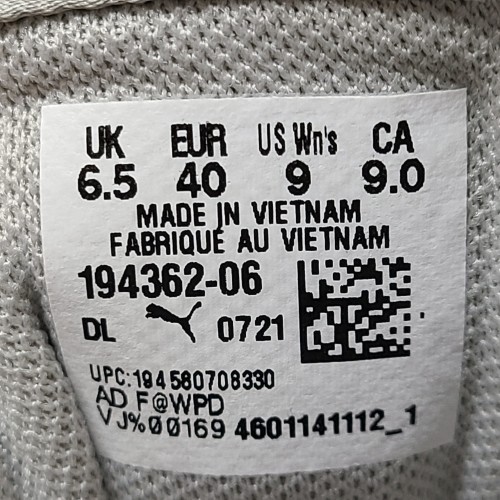 UK EUR US Wn's CA
6.5 40 9 9.0
MADE IN VIETNAM
FABRIQUE AU VIETNAM
194362-06
DL 0721
UPC:194580708330
AD F@WPD
VJ%00169 4601141112_1